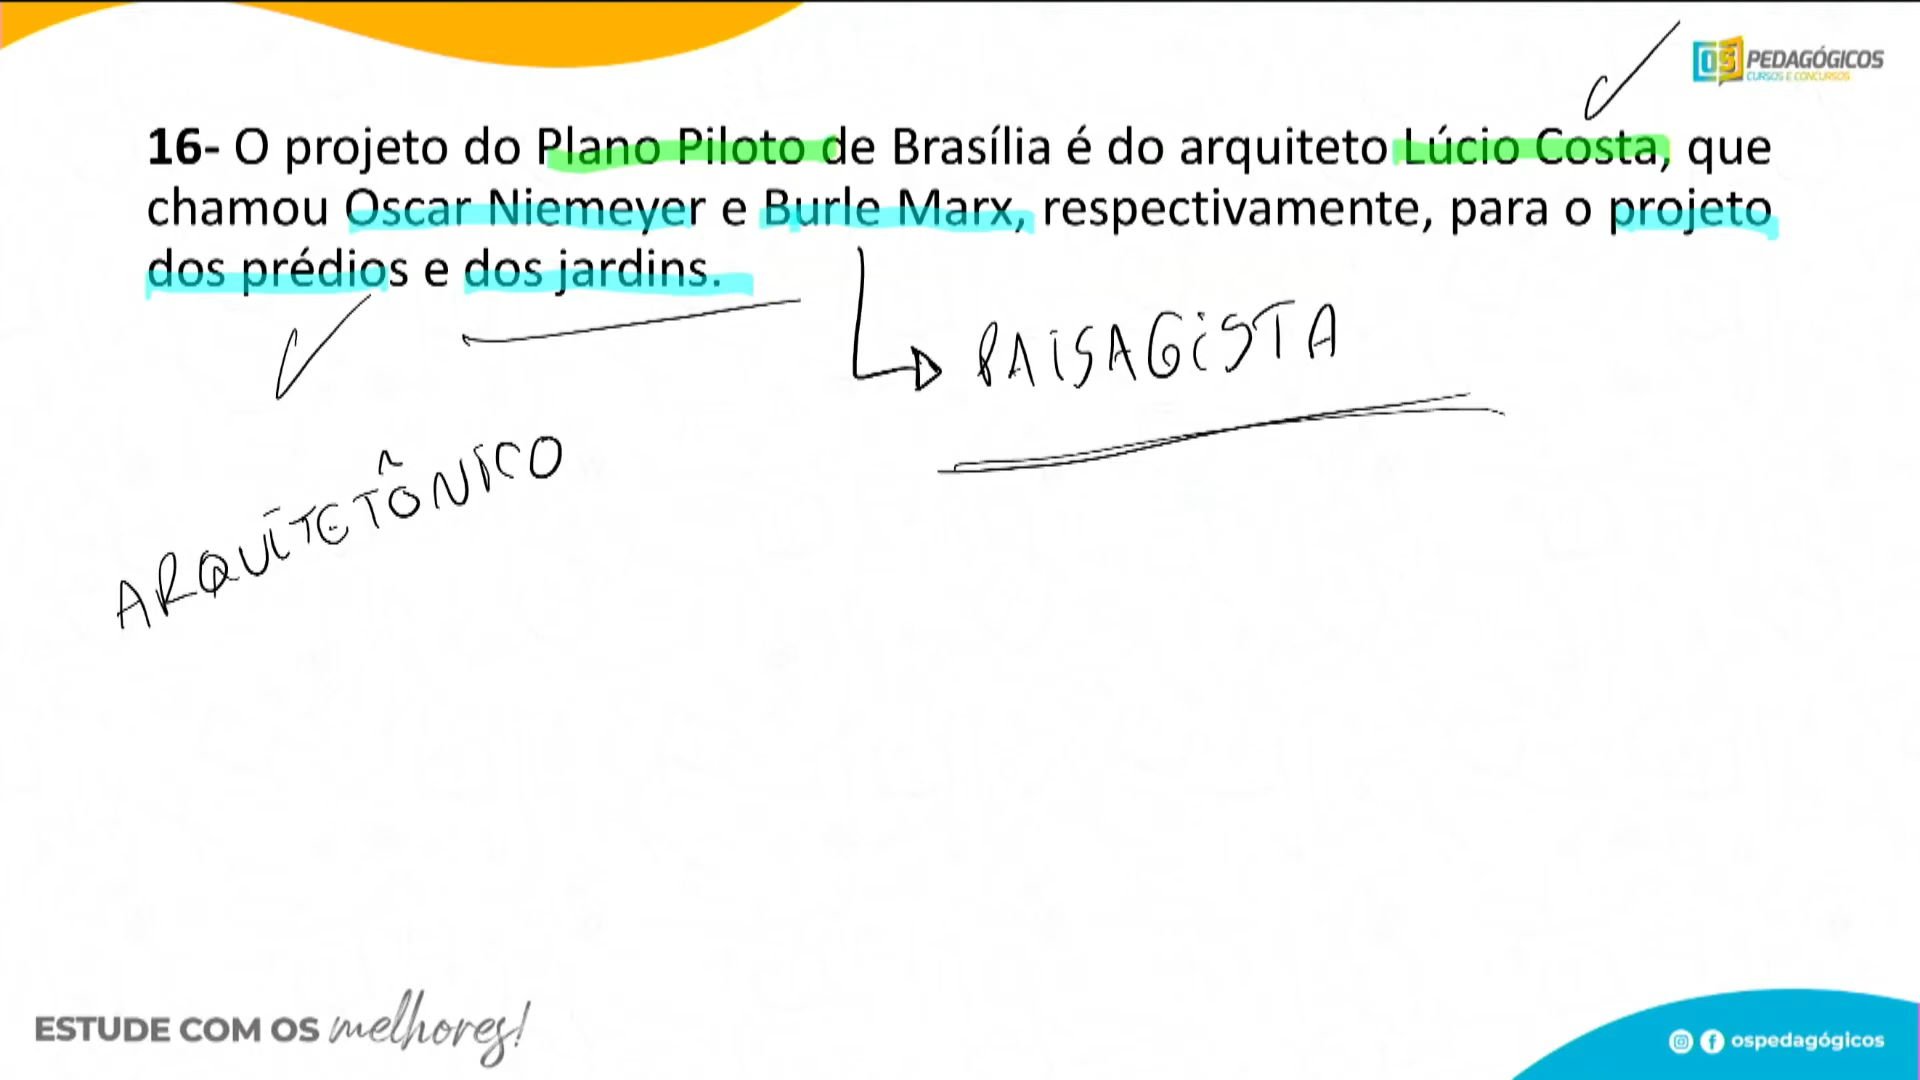 OS PEDAGÓGICOS
CURSOS E CONCURSOS
16- O projeto do Plano Piloto de Brasília é do arquiteto Lúcio Costa, que
chamou Oscar Niemeyer e Burle Marx, respectivamente, para o projeto
dos prédios e dos jardins.
PAISAGISTA
ARQUITETÔNICO
ESTUDE COM OS melhores!
ospedagógicos